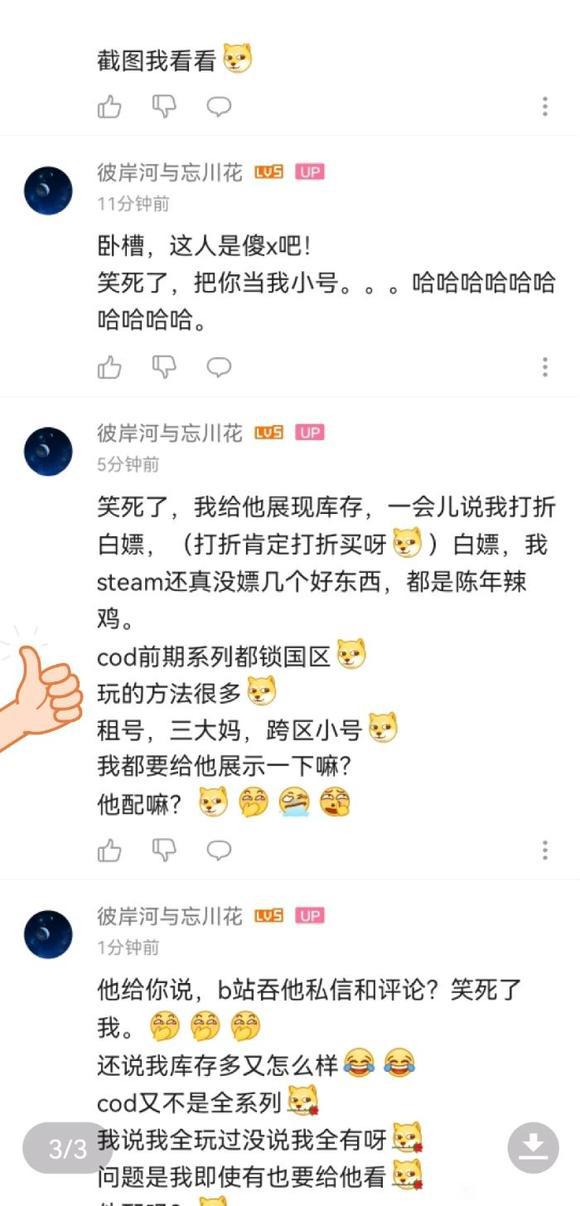 截图我看看
彼岸河与忘川花 LV5 UP
11分钟前
卧槽，这人是傻x吧！
笑死了，把你当我小号。。。哈哈哈哈哈哈
哈哈哈哈。
彼岸河与忘川花 LV5 UP
5分钟前
笑死了，我给他展现库存，一会儿说我打折
白嫖，（打折肯定打折买呀）白嫖，我
steam还真没嫖几个好东西，都是陈年辣
鸡。
cod前期系列都锁国区
玩的方法很多
租号，三大妈，跨区小号
我都要给他展示一下嘛？
他配嘛？
彼岸河与忘川花 LV5 UP
1分钟前
他给你说，b站吞他私信和评论？笑死了
我。
还说我库存多又怎么样
cod又不是全系列
3/3
我说我全玩过没说我全有呀
问题是我即使有也要给他看